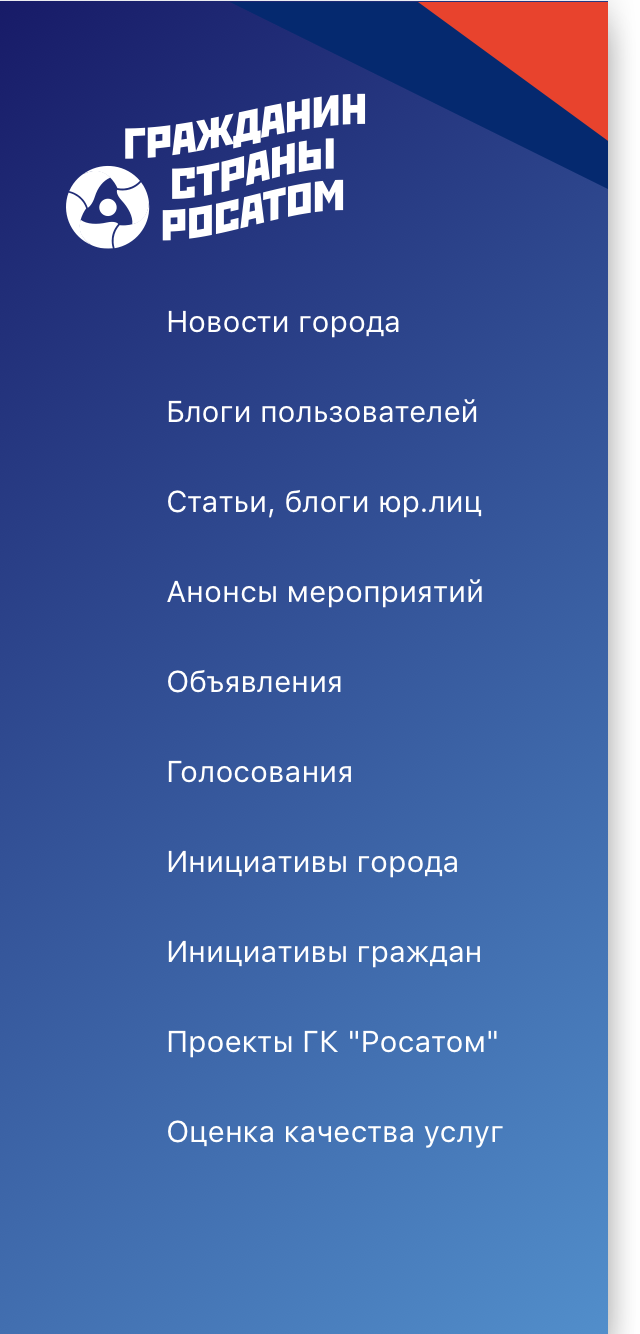 ГРАЖДАНИН
СТРАНЫ
РОСАТОМ
Новости города
Блоги пользователей
Статьи, блоги юр.лиц
Анонсы мероприятий
Объявления
Голосования
Инициативы города
Инициативы граждан
Проекты ГК "Росатом"
Оценка качества услуг